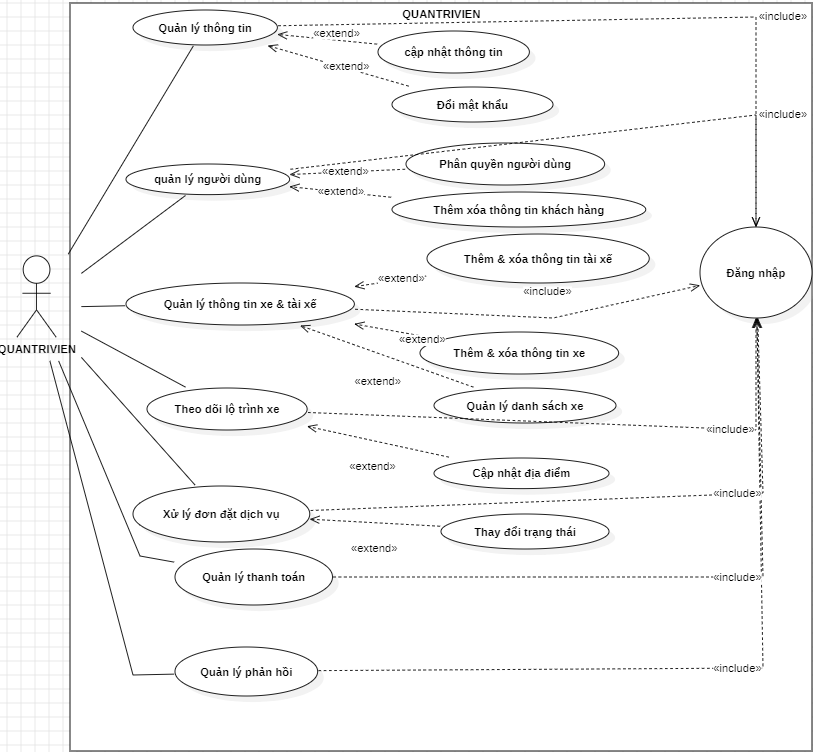 QUANTRIVIEN
Quản lý thông tin
«include»
«extend»
cập nhật thông tin
«extend»
Đổi mật khẩu
«include»
Phân quyền người dùng
«extend»
quản lý người dùng
«extend»
Thêm xóa thông tin khách hàng
Thêm & xóa thông tin tài xế
Đăng nhập
«extend»
«include»
Quản lý thông tin xe & tài xế
«extend»
QUANTRIVIEN
Thêm & xóa thông tin xe
«extend»
Quản lý danh sách xe
Theo dõi lộ trình xe
«include»
«extend»
Cập nhật địa điểm
«include»
Xử lý đơn đặt dịch vụ
Thay đổi trạng thái
«extend»
Quản lý thanh toán
«include»
Quản lý phản hồi
«include»